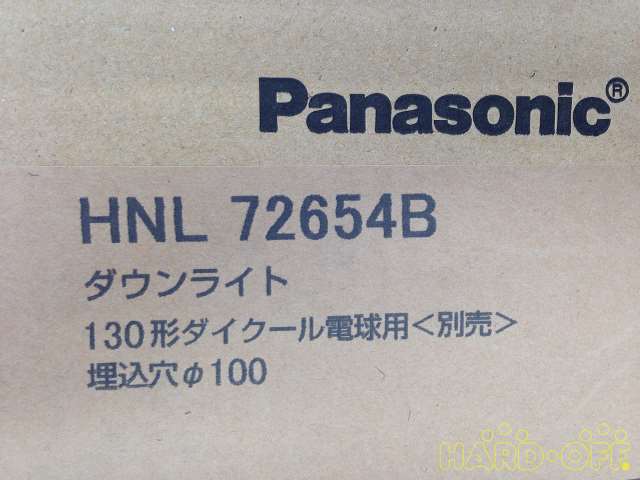 Panasonic®
HNL 72654B
ダウンライト
130形ダイクール電球用<別売>
埋込穴φ100
HARD・OFF